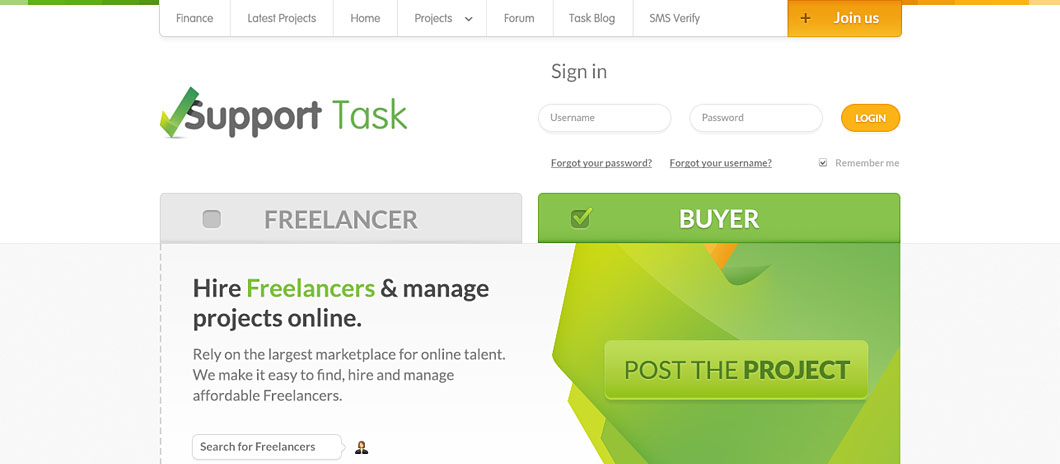 Finance Latest Projects Home Projects Forum Task Blog SMS Verify + Join us
Sign in
Support Task
Username Password LOGIN
Forgot your password? Forgot your username? Remember me
FREELANCER BUYER
Hire Freelancers & manage
projects online.
Rely on the largest marketplace for online talent.
We make it easy to find, hire and manage
affordable Freelancers.
POST THE PROJECT
Search for Freelancers